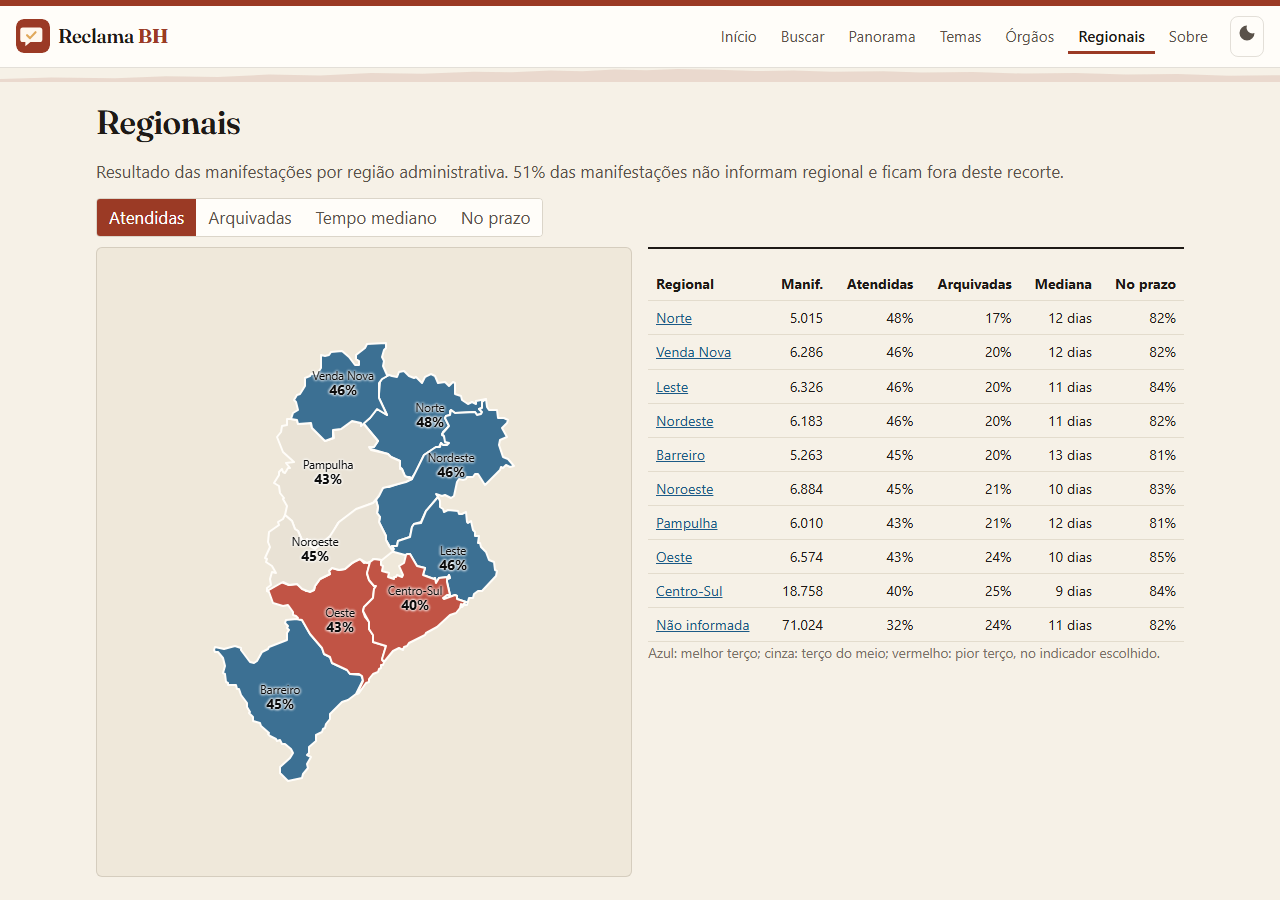 Reclama BH
Início Buscar Panorama Temas Órgãos Regionais Sobre
Regionais
Resultado das manifestações por região administrativa. 51% das manifestações não informam regional e ficam fora deste recorte.
Atendidas Arquivadas Tempo mediano No prazo
Venda Nova
46%
Norte
48%
Nordeste
46%
Pampulha
43%
Noroeste
45%
Leste
46%
Centro-Sul
40%
Oeste
43%
Barreiro
45%
Regional Manif. Atendidas Arquivadas Mediana No prazo
Norte 5.015 48% 17% 12 dias 82%
Venda Nova 6.286 46% 20% 12 dias 82%
Leste 6.326 46% 20% 11 dias 84%
Nordeste 6.183 46% 20% 11 dias 82%
Barreiro 5.263 45% 20% 13 dias 81%
Noroeste 6.884 45% 21% 10 dias 83%
Pampulha 6.010 43% 21% 12 dias 81%
Oeste 6.574 43% 24% 10 dias 85%
Centro-Sul 18.758 40% 25% 9 dias 84%
Não informada 71.024 32% 24% 11 dias 82%
Azul: melhor terço; cinza: terço do meio; vermelho: pior terço, no indicador escolhido.